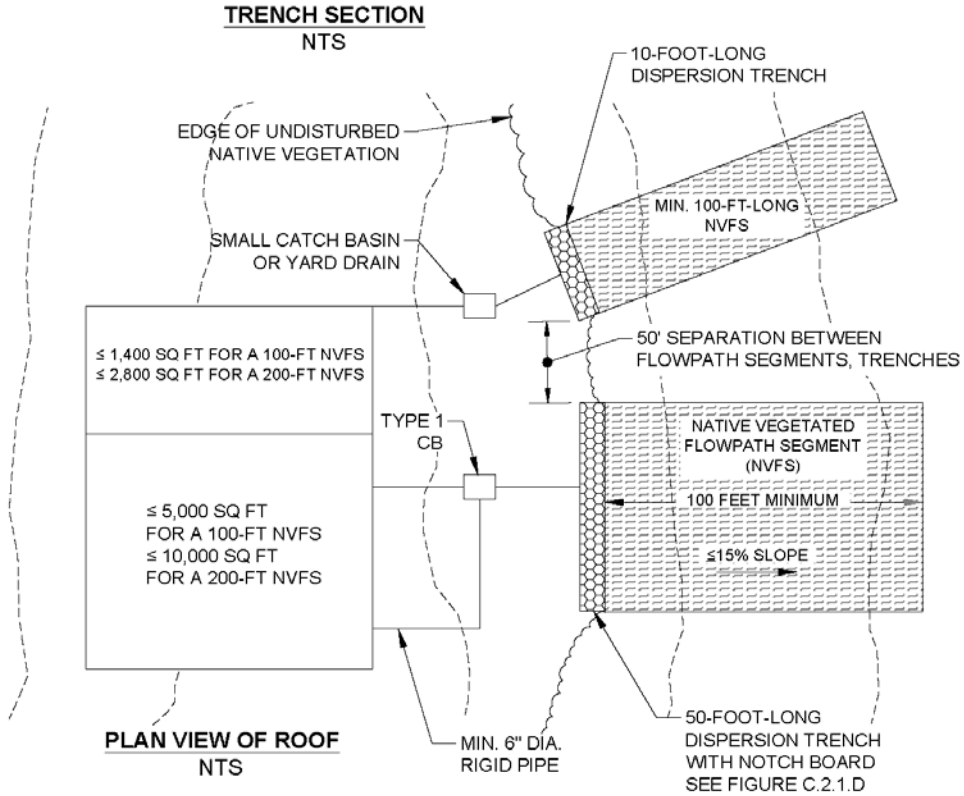 TRENCH SECTION
NTS
10-FOOT-LONG
DISPERSION TRENCH
EDGE OF UNDISTURBED
NATIVE VEGETATION
MIN. 100-FT-LONG
NVFS
SMALL CATCH BASIN
OR YARD DRAIN
50' SEPARATION BETWEEN
FLOWPATH SEGMENTS, TRENCHES
≤ 1,400 SQ FT FOR A 100-FT NVFS
≤ 2,800 SQ FT FOR A 200-FT NVFS
TYPE 1
CB
NATIVE VEGETATED
FLOWPATH SEGMENT
(NVFS)
100 FEET MINIMUM
≤ 5,000 SQ FT
FOR A 100-FT NVFS
≤ 10,000 SQ FT
FOR A 200-FT NVFS
≤15% SLOPE
PLAN VIEW OF ROOF
NTS
MIN. 6" DIA.
RIGID PIPE
50-FOOT-LONG
DISPERSION TRENCH
WITH NOTCH BOARD
SEE FIGURE C.2.1.D